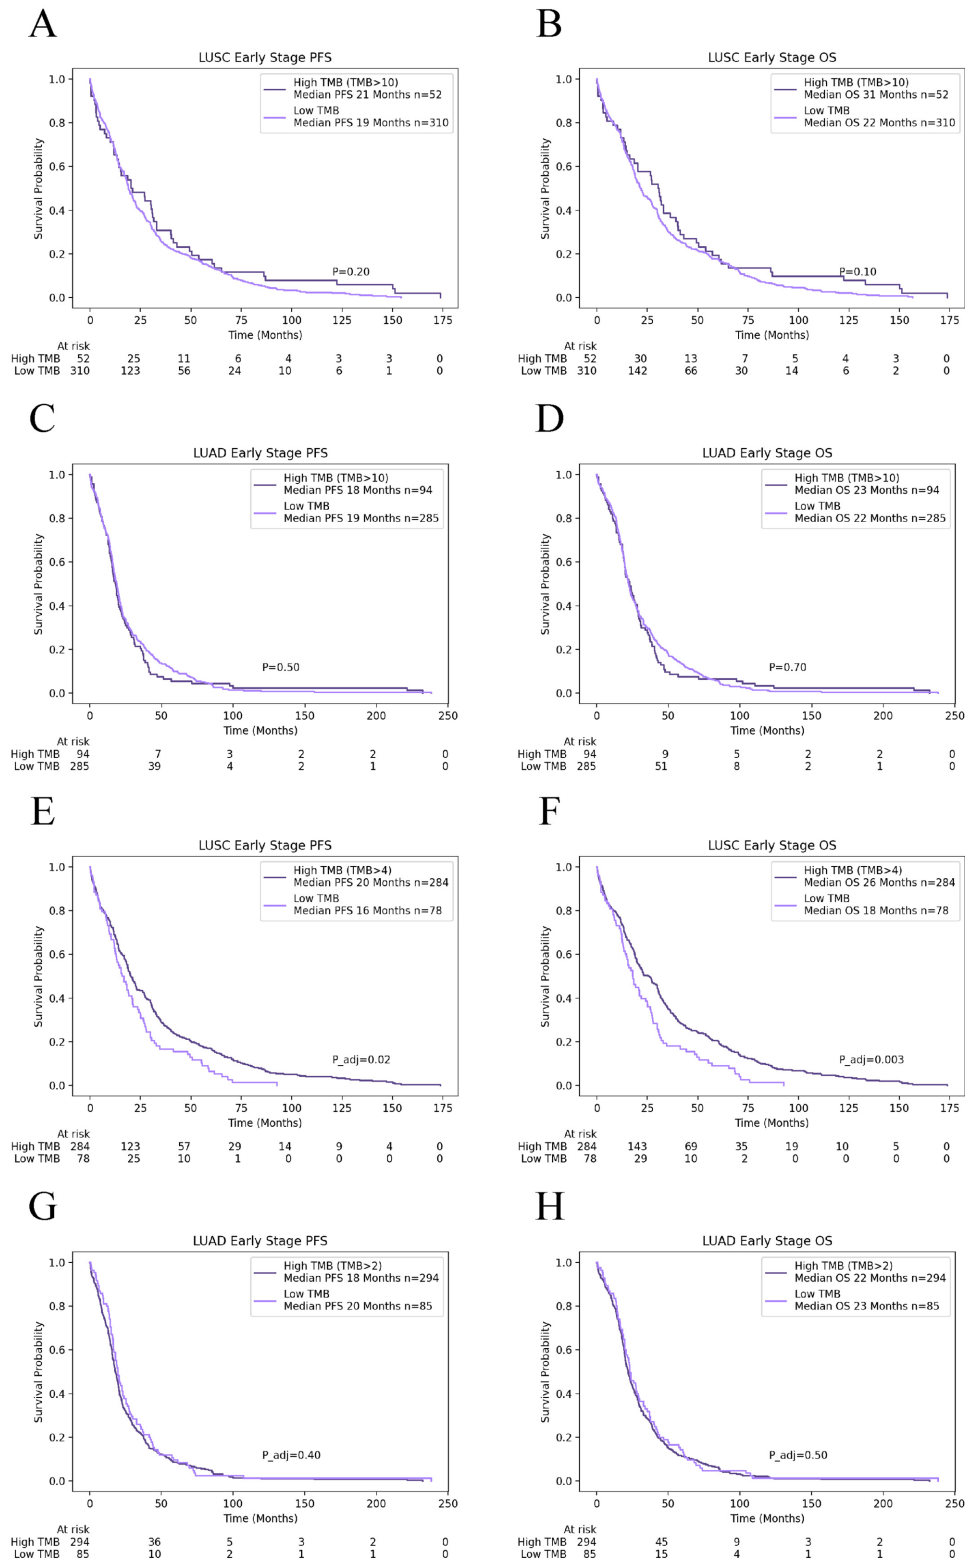 A
LUSC Early Stage PFS
High TMB (TMB>10)
Median PFS 21 Months n=52
Low TMB
Median PFS 19 Months n=310
Survival Probability
1.0
0.8
0.6
0.4
0.2
0.0
P=0.20
0 25 50 75 100 125 150 175
Time (Months)
At risk
High TMB 52 25 11 6 4 3 3 0
Low TMB 310 123 56 24 10 6 1 0
B
LUSC Early Stage OS
High TMB (TMB>10)
Median OS 31 Months n=52
Low TMB
Median OS 22 Months n=310
Survival Probability
1.0
0.8
0.6
0.4
0.2
0.0
P=0.10
0 25 50 75 100 125 150 175
Time (Months)
At risk
High TMB 52 30 13 7 5 4 3 0
Low TMB 310 142 66 30 14 6 2 0
C
LUAD Early Stage PFS
High TMB (TMB>10)
Median PFS 18 Months n=94
Low TMB
Median PFS 19 Months n=285
Survival Probability
1.0
0.8
0.6
0.4
0.2
0.0
P=0.50
0 50 100 150 200 250
Time (Months)
At risk
High TMB 94 7 3 2 2 0
Low TMB 285 39 4 2 1 0
D
LUAD Early Stage OS
High TMB (TMB>10)
Median OS 23 Months n=94
Low TMB
Median OS 22 Months n=285
Survival Probability
1.0
0.8
0.6
0.4
0.2
0.0
P=0.70
0 50 100 150 200 250
Time (Months)
At risk
High TMB 94 9 5 2 2 0
Low TMB 285 51 8 2 1 0
E
LUSC Early Stage PFS
High TMB (TMB>4)
Median PFS 20 Months n=284
Low TMB
Median PFS 16 Months n=78
Survival Probability
1.0
0.8
0.6
0.4
0.2
0.0
P_adj=0.02
0 25 50 75 100 125 150 175
Time (Months)
At risk
High TMB 284 123 57 29 14 9 4 0
Low TMB 78 25 10 1 0 0 0 0
F
LUSC Early Stage OS
High TMB (TMB>4)
Median OS 26 Months n=284
Low TMB
Median OS 18 Months n=78
Survival Probability
1.0
0.8
0.6
0.4
0.2
0.0
P_adj=0.003
0 25 50 75 100 125 150 175
Time (Months)
At risk
High TMB 284 143 69 35 19 10 5 0
Low TMB 78 29 10 2 0 0 0 0
G
LUAD Early Stage PFS
High TMB (TMB>2)
Median PFS 18 Months n=294
Low TMB
Median PFS 20 Months n=85
Survival Probability
1.0
0.8
0.6
0.4
0.2
0.0
P_adj=0.40
0 50 100 150 200 250
Time (Months)
At risk
High TMB 294 36 5 3 2 0
Low TMB 85 10 2 1 1 0
H
LUAD Early Stage OS
High TMB (TMB>2)
Median OS 22 Months n=294
Low TMB
Median OS 23 Months n=85
Survival Probability
1.0
0.8
0.6
0.4
0.2
0.0
P_adj=0.50
0 50 100 150 200 250
Time (Months)
At risk
High TMB 294 45 9 3 2 0
Low TMB 85 15 4 1 1 0